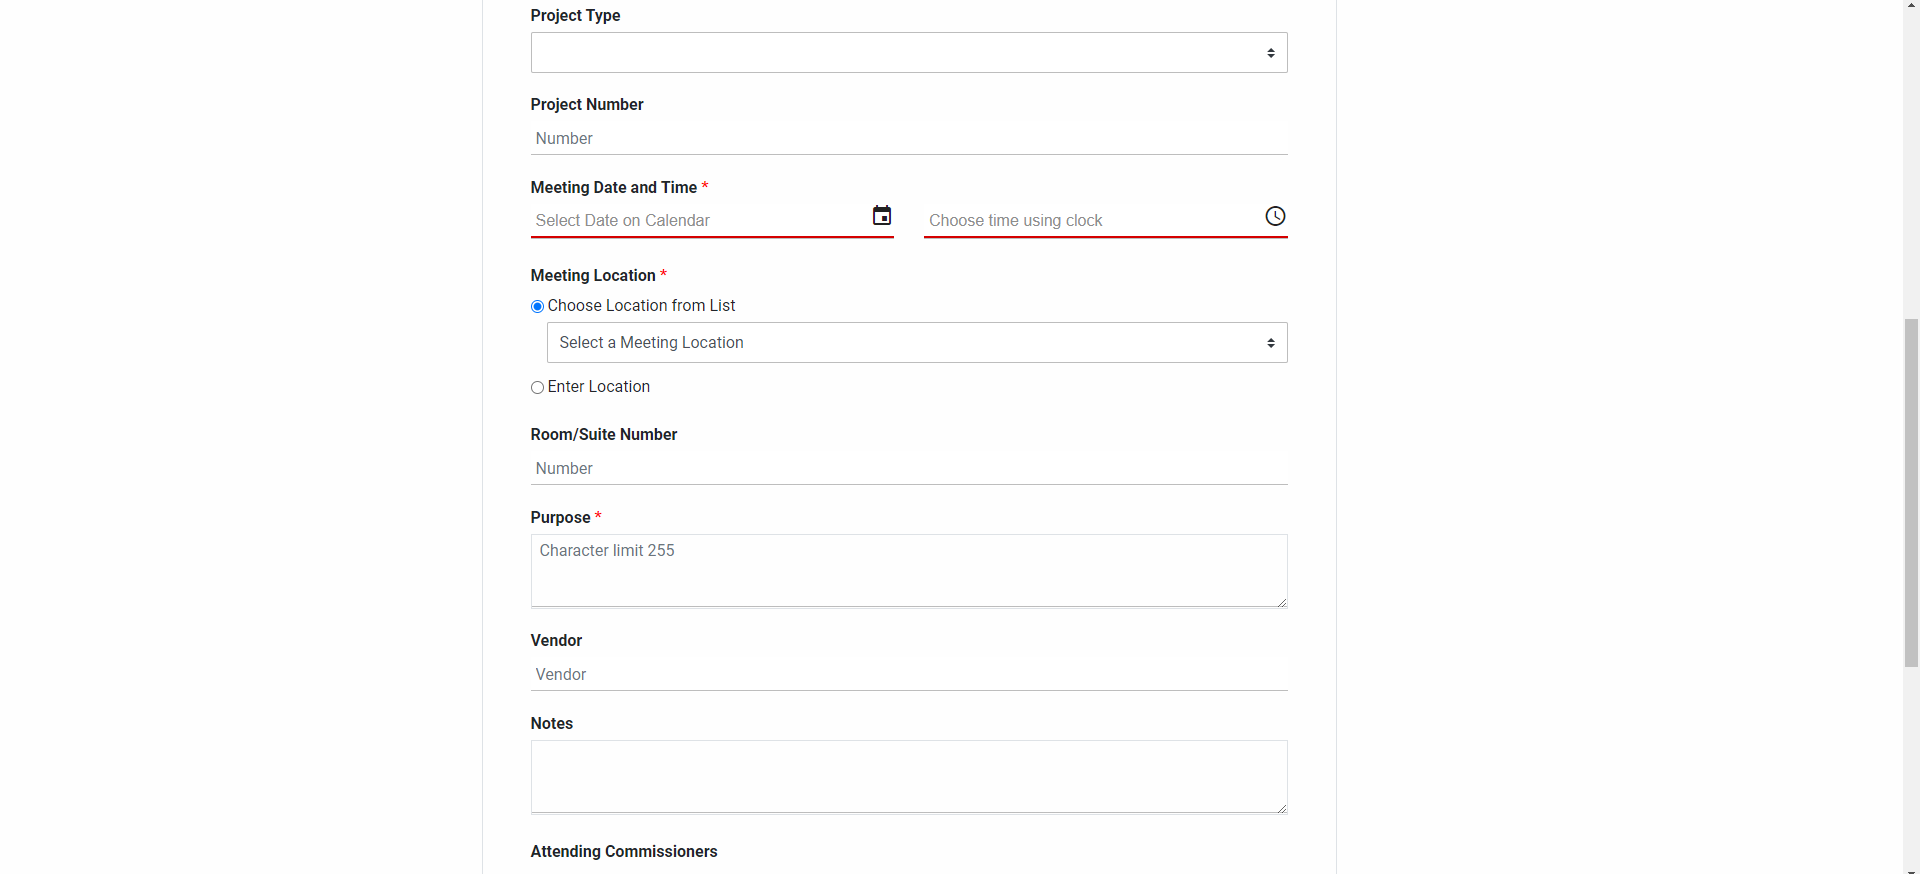 Project Type
Project Number
Number
Meeting Date and Time *
Select Date on Calendar
Choose time using clock
Meeting Location *
Choose Location from List
Select a Meeting Location
Enter Location
Room/Suite Number
Number
Purpose *
Character limit 255
Vendor
Vendor
Notes
Attending Commissioners